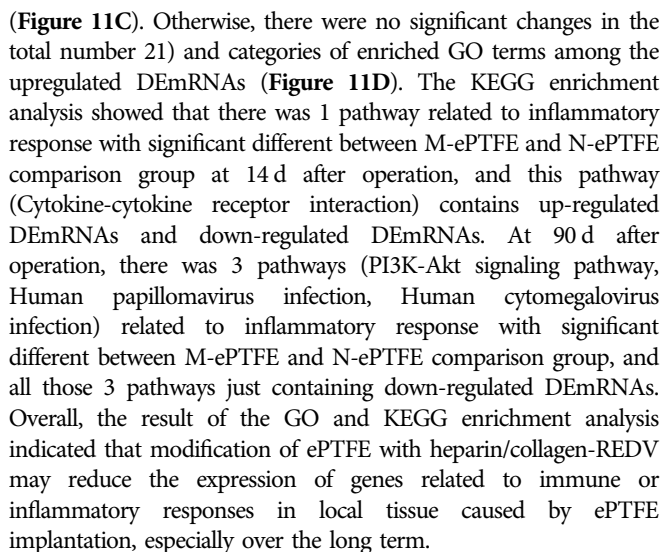 (Figure 11C). Otherwise, there were no significant changes in the
total number 21) and categories of enriched GO terms among the
upregulated DEmRNAs (Figure 11D). The KEGG enrichment
analysis showed that there was 1 pathway related to inflammatory
response with significant different between M-ePTFE and N-ePTFE
comparison group at 14 d after operation, and this pathway
(Cytokine-cytokine receptor interaction) contains up-regulated
DEmRNAs and down-regulated DEmRNAs. At 90 d after
operation, there was 3 pathways (PI3K-Akt signaling pathway,
Human papillomavirus infection, Human cytomegalovirus
infection) related to inflammatory response with significant
different between M-ePTFE and N-ePTFE comparison group, and
all those 3 pathways just containing down-regulated DEmRNAs.
Overall, the result of the GO and KEGG enrichment analysis
indicated that modification of ePTFE with heparin/collagen-REDV
may reduce the expression of genes related to immune or
inflammatory responses in local tissue caused by ePTFE
implantation, especially over the long term.